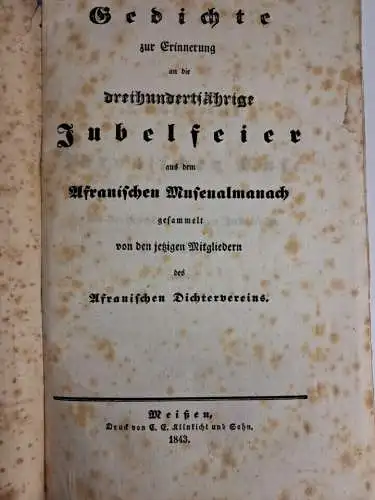 Gedichte
zur Erinnerung
an die
dreihundertjährige
Jubelfeier
aus dem
Afranischen Musenalmanach
gesammelt
von den jetzigen Mitgliedern
des
Afranischen Dichtervereins.
Meißen,
Druck von C. E. Klinkicht und Sohn.
1843.